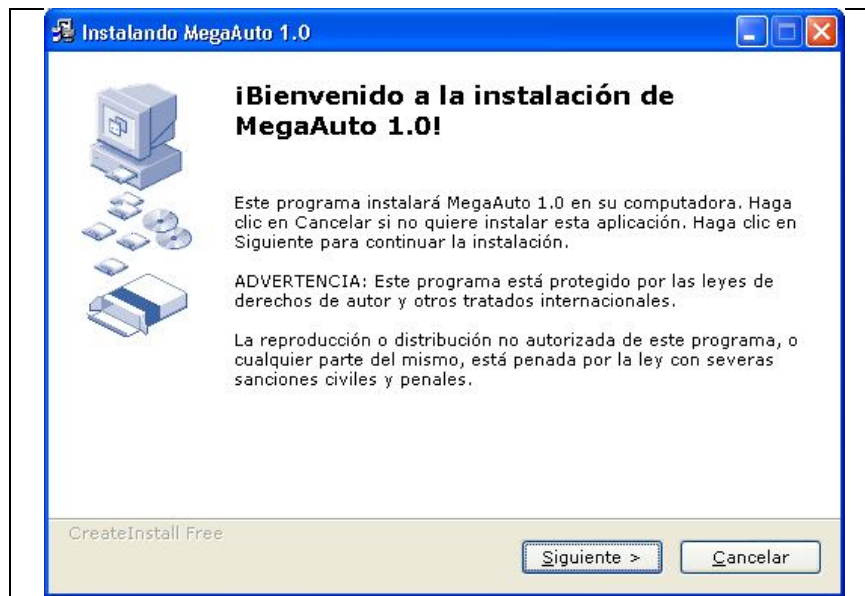 Instalando MegaAuto 1.0
¡Bienvenido a la instalación de
MegaAuto 1.0!
Este programa instalará MegaAuto 1.0 en su computadora. Haga
clic en Cancelar si no quiere instalar esta aplicación. Haga clic en
Siguiente para continuar la instalación.
ADVERTENCIA: Este programa está protegido por las leyes de
derechos de autor y otros tratados internacionales.
La reproducción o distribución no autorizada de este programa, o
cualquier parte del mismo, está penada por la ley con severas
sanciones civiles y penales.
CreateInstall Free
Siguiente >
Cancelar